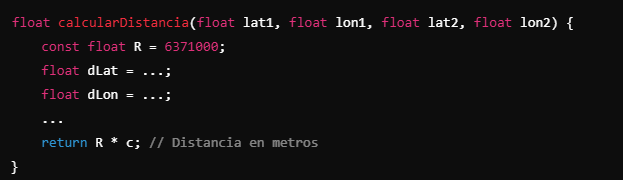 float calcularDistancia(float lat1, float lon1, float lat2, float lon2) {
    const float R = 6371000;
    float dLat = ...;
    float dLon = ...;
    ...
    return R * c; // Distancia en metros
}